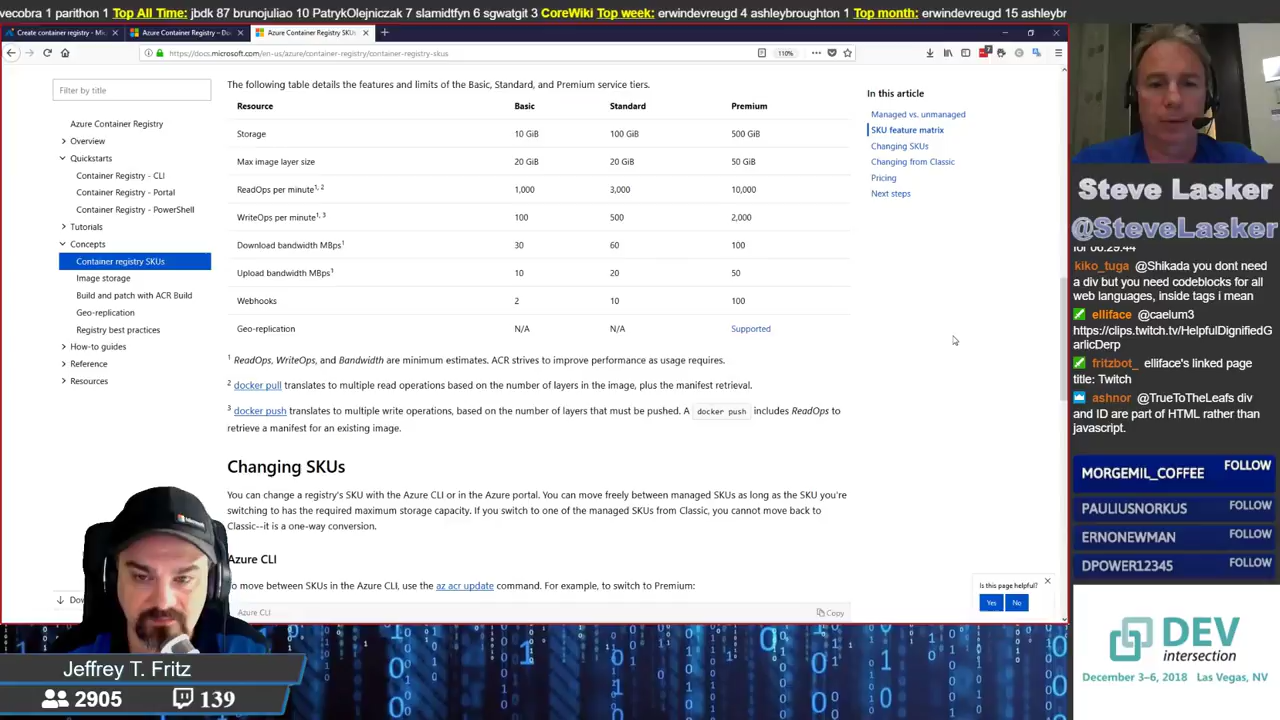 vecobra 1 parithon 1 Top All Time: jbdk 87 brunojuliao 10 PatrykOlejniczak 7 slamdtfyn 6 sgwatgit 3 CoreWiki Top week: erwindevreugd 4 ashleybroughton 1 Top month: erwindevreugd 15 ashleybr
Create container registry - Mic
Azure Container Registry – Doc
Azure Container Registry SKUs
https://docs.microsoft.com/en-us/azure/container-registry/container-registry-skus
110%
Filter by title
Azure Container Registry
Overview
Quickstarts
Container Registry - CLI
Container Registry - Portal
Container Registry - PowerShell
Tutorials
Concepts
Container registry SKUs
Image storage
Build and patch with ACR Build
Geo-replication
Registry best practices
How-to guides
Reference
Resources
The following table details the features and limits of the Basic, Standard, and Premium service tiers.
Resource Basic Standard Premium
Storage 10 GiB 100 GiB 500 GiB
Max image layer size 20 GiB 20 GiB 50 GiB
ReadOps per minute1, 2 1,000 3,000 10,000
WriteOps per minute1, 3 100 500 2,000
Download bandwidth MBps1 30 60 100
Upload bandwidth MBps1 10 20 50
Webhooks 2 10 100
Geo-replication N/A N/A Supported
1 ReadOps, WriteOps, and Bandwidth are minimum estimates. ACR strives to improve performance as usage requires.
2 docker pull translates to multiple read operations based on the number of layers in the image, plus the manifest retrieval.
3 docker push translates to multiple write operations, based on the number of layers that must be pushed. A docker push includes ReadOps to
retrieve a manifest for an existing image.
Changing SKUs
You can change a registry's SKU with the Azure CLI or in the Azure portal. You can move freely between managed SKUs as long as the SKU you're
switching to has the required maximum storage capacity. If you switch to one of the managed SKUs from Classic, you cannot move back to
Classic--it is a one-way conversion.
Azure CLI
o move between SKUs in the Azure CLI, use the az acr update command. For example, to switch to Premium:
Azure CLI
Copy
In this article
Managed vs. unmanaged
SKU feature matrix
Changing SKUs
Changing from Classic
Pricing
Next steps
Is this page helpful?
Yes No
Steve Lasker
@SteveLasker
for 06:29:44
kiko_tuga @Shikada you dont need
a div but you need codeblocks for all
web languages, inside tags i mean
elliface @caelum3
https://clips.twitch.tv/HelpfulDignifiedG
arlicDerp
fritzbot_ elliface's linked page
title: Twitch
ashnor @TrueToTheLeafs div
and ID are part of HTML rather than
javascript.
MORGEMIL_COFFEE FOLLOW
PAULIUSNORKUS FOLLOW
ERNONEWMAN FOLLOW
DPOWER12345 FOLLOW
DEV
intersection
December 3–6, 2018 Las Vegas, NV
Jeffrey T. Fritz
2905 139